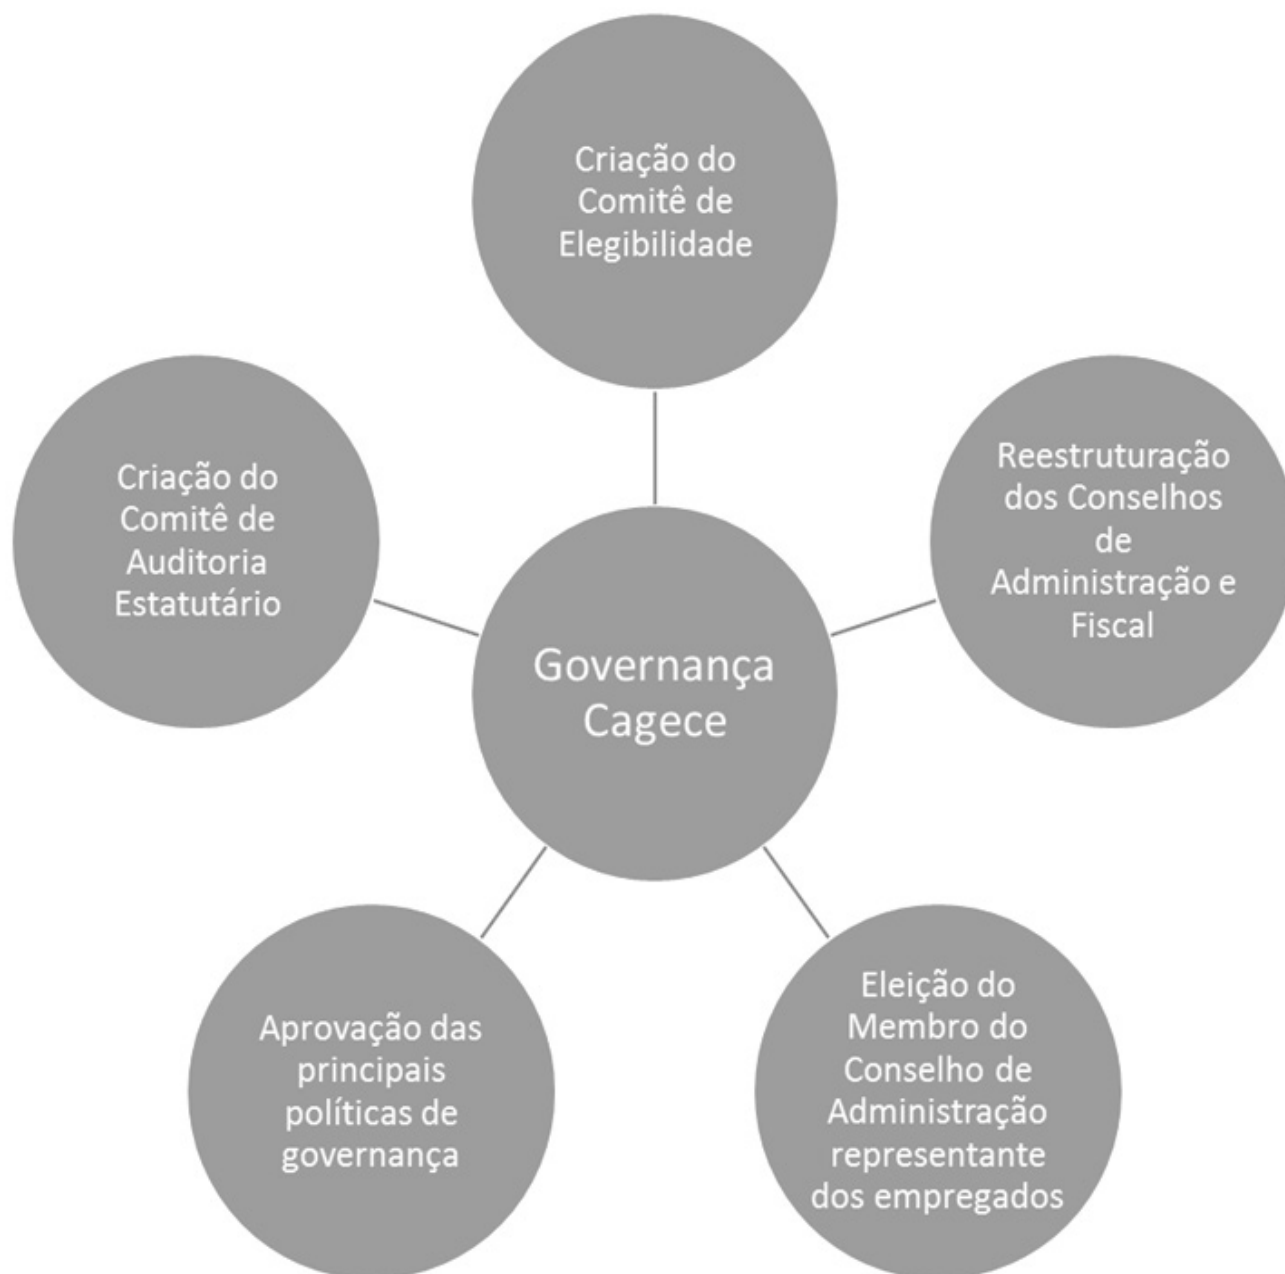 Criação do
Comitê de
Elegibilidade
Reestruturação
dos Conselhos
de
Administração e
Fiscal
Criação do
Comitê de
Auditoria
Estatutário
Governança
Cagece
Eleição do
Membro do
Conselho de
Administração
representante
dos empregados
Aprovação das
principais
políticas de
governança